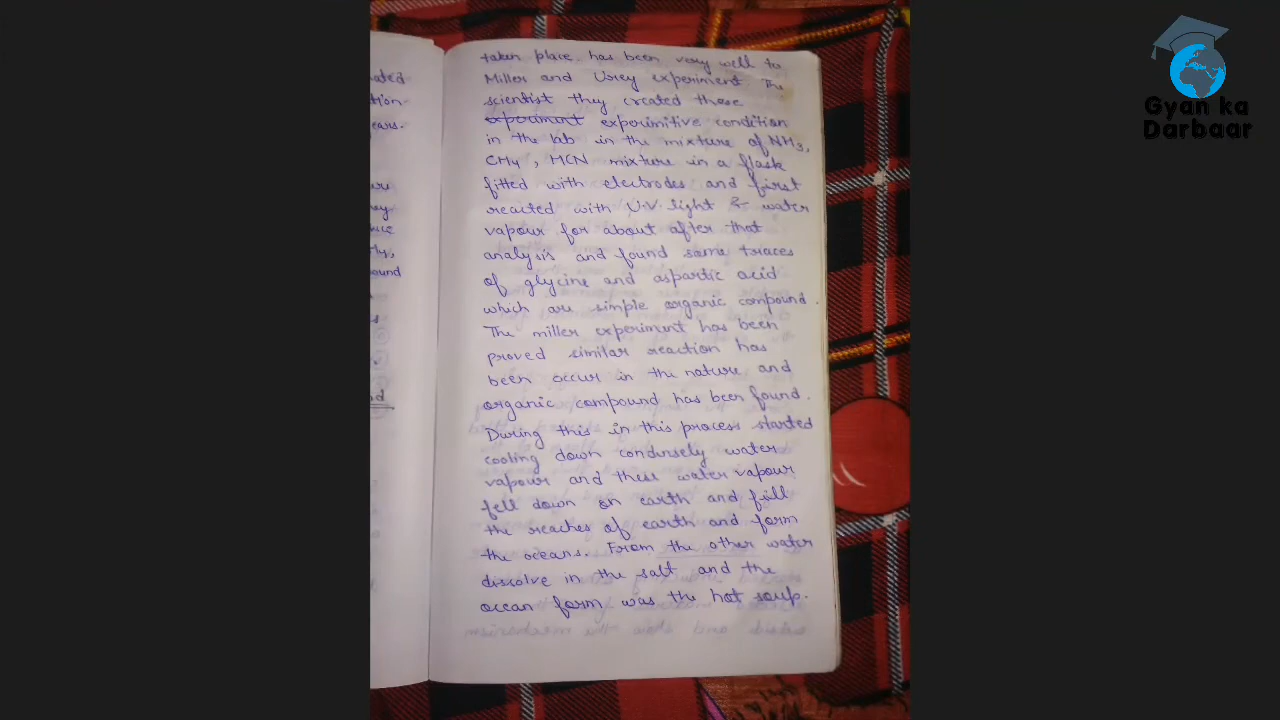 taken place. has been very well to
Miller and Urey experiment. The
scientist they created these
experiment experimitive condition
in the lab in the mixture of NH3,
CH4, HCN mixture in a flask
fitted with electrodes and first
reacted with U.V. light & water
vapour for about after that
analysis and found same traces
of glycine and aspartic acid
which are simple organic compound.
The miller experiment has been
proved similar reaction has
been occur in the nature and
organic compound has been found.
During this in this process started
cooling down condensely water
vapour and these water vapour
fell down on earth and fill
the reaches of earth and form
the oceans. From the other water
dissolve in the salt and the
ocean form was the hot soup.
ated
tion
ears.
ound
Gyan ka
Darbaar